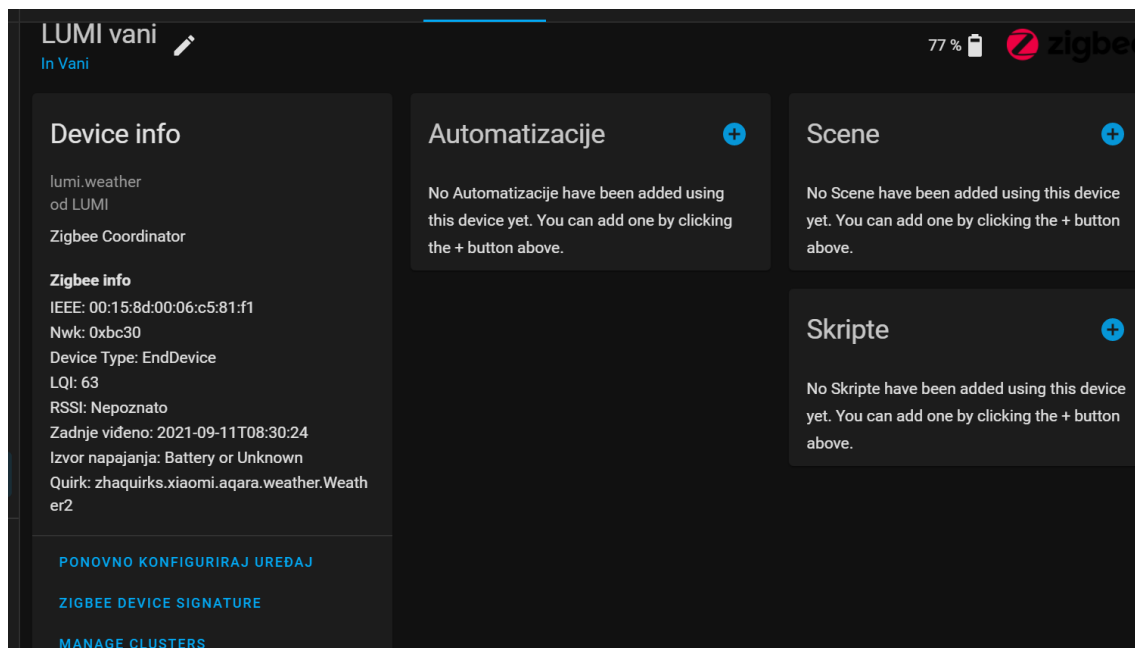 LUMI vani
In Vani
77 %
zigbee
Device info
lumi.weather
od LUMI
Zigbee Coordinator
Zigbee info
IEEE: 00:15:8d:00:06:c5:81:f1
Nwk: 0xbc30
Device Type: EndDevice
LQI: 63
RSSI: Nepoznato
Zadnje viđeno: 2021-09-11T08:30:24
Izvor napajanja: Battery or Unknown
Quirk: zhaquirks.xiaomi.aqara.weather.Weath
er2
PONOVNO KONFIGURIRAJ UREĐAJ
ZIGBEE DEVICE SIGNATURE
MANAGE CLUSTERS
Automatizacije
No Automatizacije have been added using
this device yet. You can add one by clicking
the + button above.
Scene
No Scene have been added using this device
yet. You can add one by clicking the + button
above.
Skripte
No Skripte have been added using this device
yet. You can add one by clicking the + button
above.